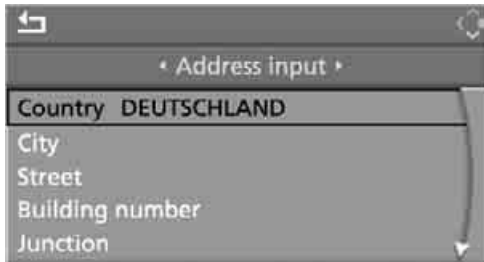 Address input
Country DEUTSCHLAND
City
Street
Building number
Junction